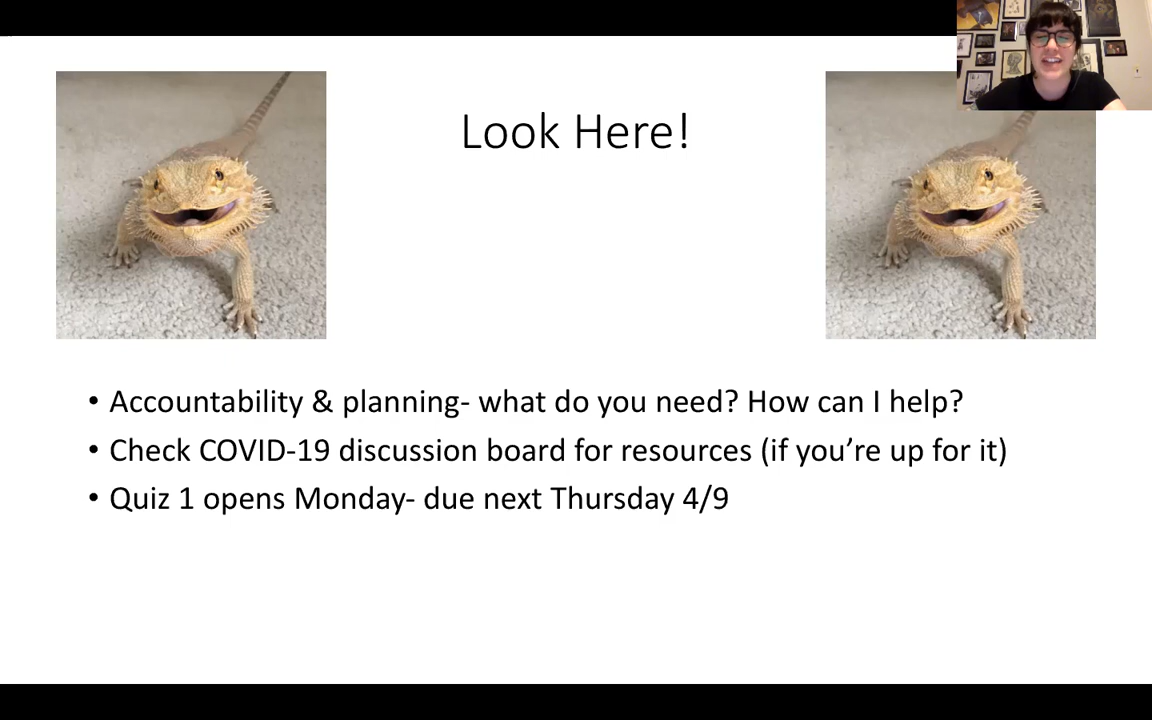 Look Here!
• Accountability & planning- what do you need? How can I help?
• Check COVID-19 discussion board for resources (if you’re up for it)
• Quiz 1 opens Monday- due next Thursday 4/9